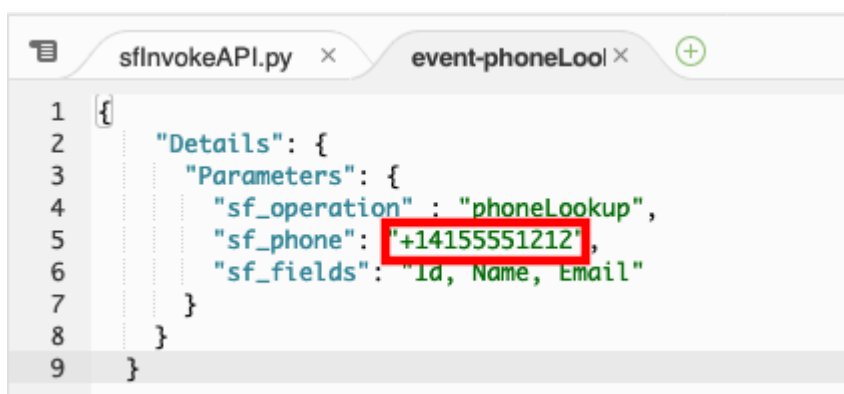 sfInvokeAPI.py × event-phoneLool ×
1 {
2 "Details": {
3 "Parameters": {
4 "sf_operation" : "phoneLookup",
5 "sf_phone": "+14155551212",
6 "sf_fields": "Id, Name, Email"
7 }
8 }
9 }